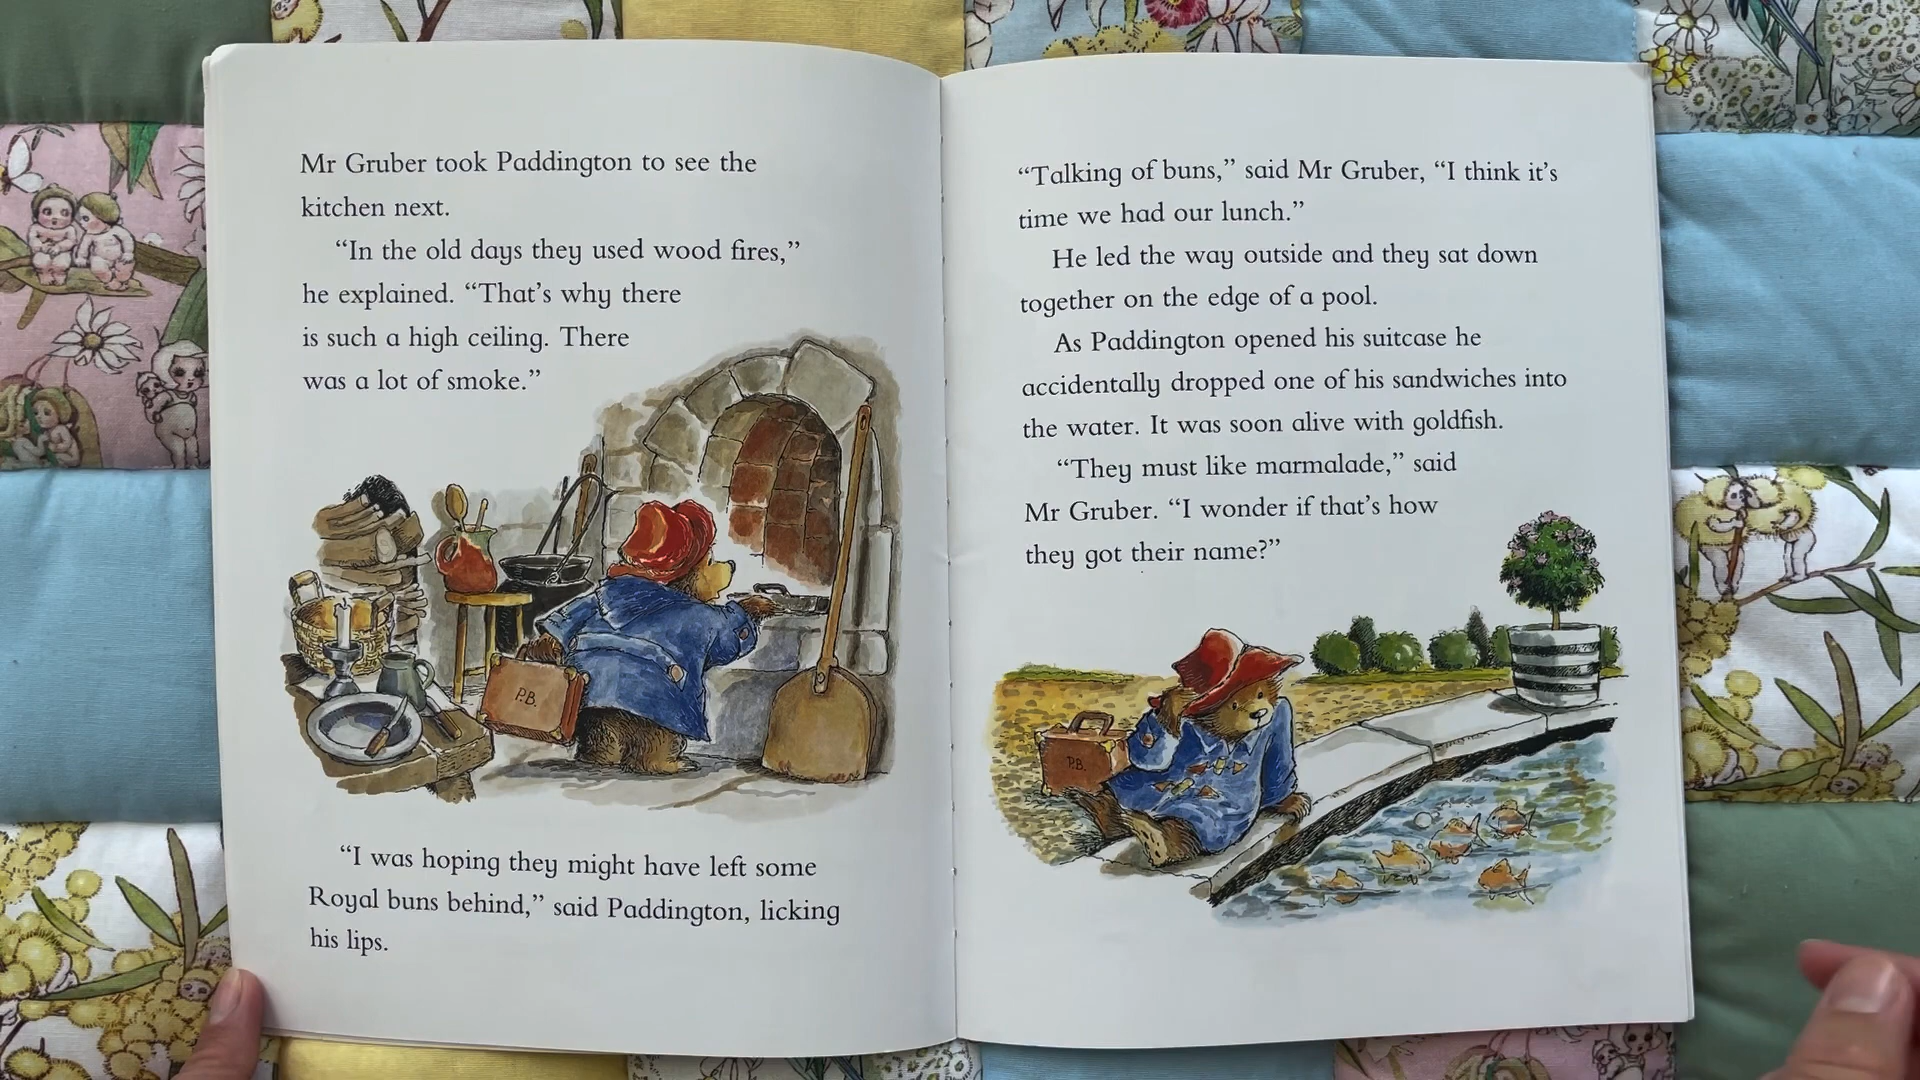 Mr Gruber took Paddington to see the
kitchen next.
“In the old days they used wood fires,”
he explained. “That’s why there
is such a high ceiling. There
was a lot of smoke.”
P.B.
“I was hoping they might have left some
Royal buns behind,” said Paddington, licking
his lips.
“Talking of buns,” said Mr Gruber, “I think it’s
time we had our lunch.”
He led the way outside and they sat down
together on the edge of a pool.
As Paddington opened his suitcase he
accidentally dropped one of his sandwiches into
the water. It was soon alive with goldfish.
“They must like marmalade,” said
Mr Gruber. “I wonder if that’s how
they got their name?”
P.B.